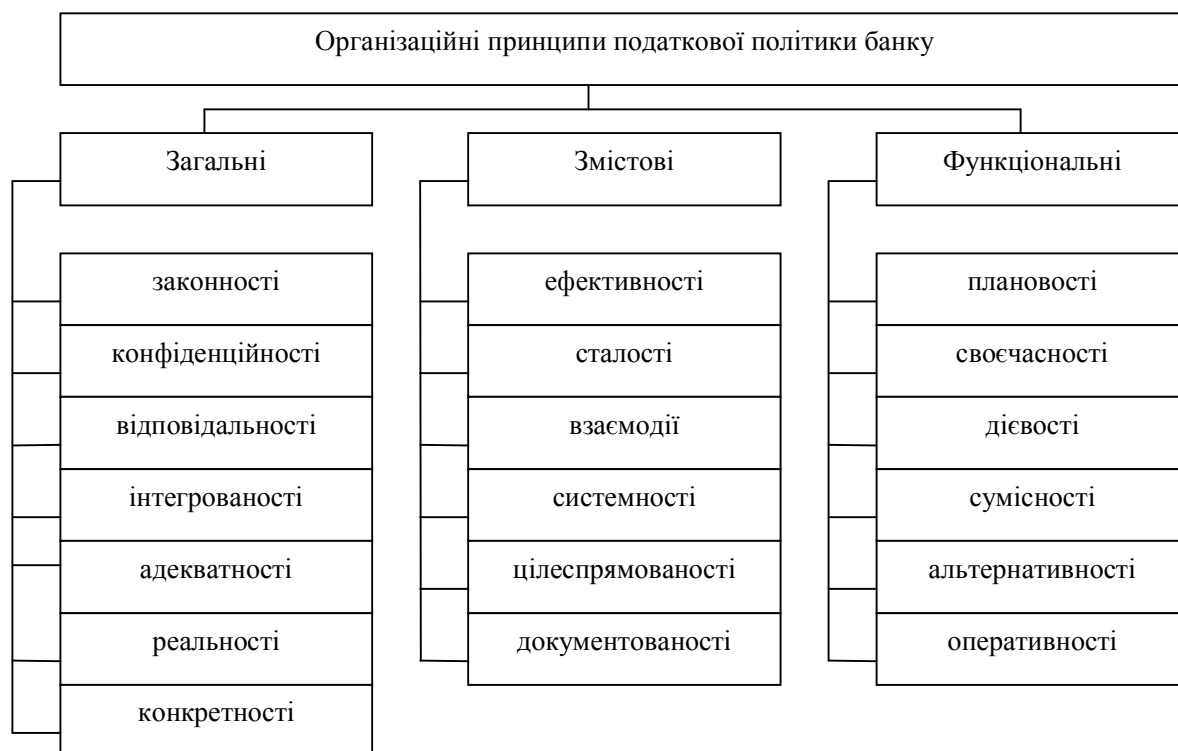 Організаційні принципи податкової політики банку
Загальні
Змістові
Функціональні
законності
конфіденційності
відповідальності
інтегрованості
адекватності
реальності
конкретності
ефективності
сталості
взаємодії
системності
цілеспрямованості
документованості
плановості
своєчасності
дієвості
сумісності
альтернативності
оперативності